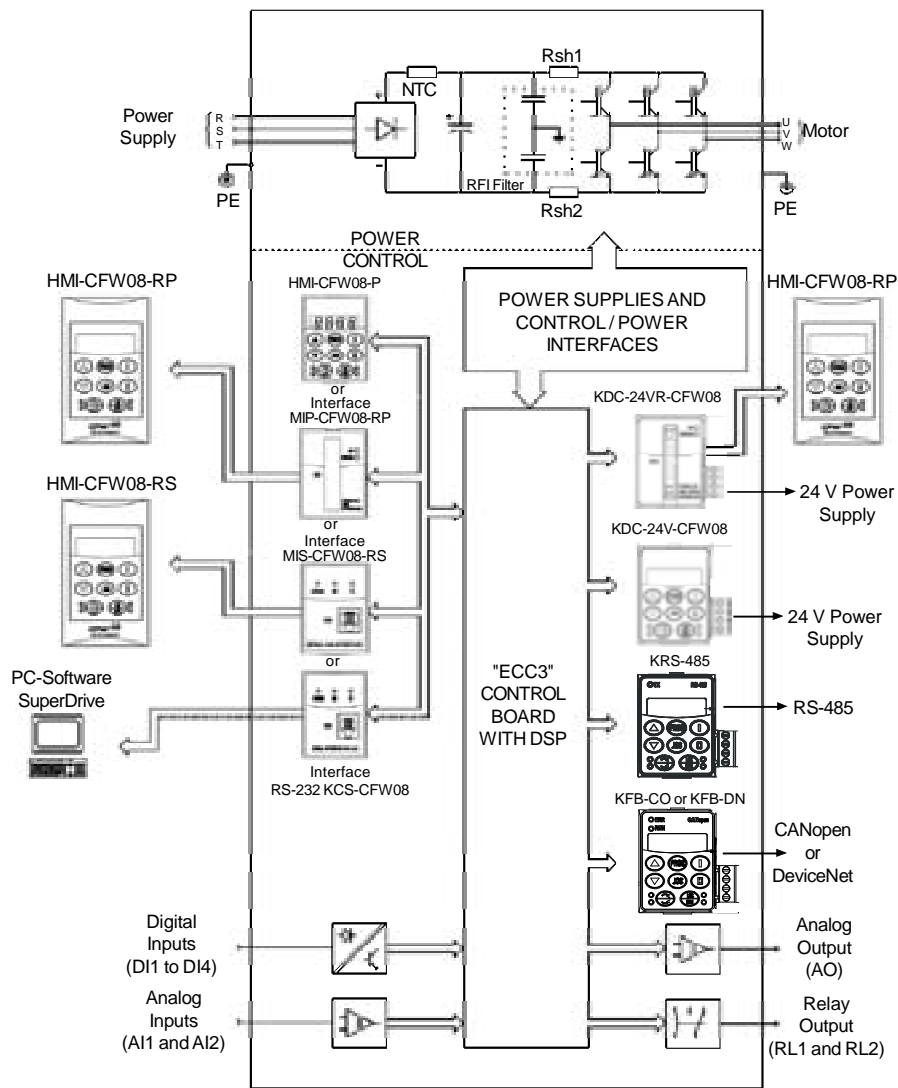 Rsh1
NTC
Power
Supply
R
S
T
U
V
W
Motor
RFI Filter
Rsh2
PE
PE
POWER
CONTROL
HMI-CFW08-RP
HMI-CFW08-P
POWER SUPPLIES AND
CONTROL / POWER
INTERFACES
HMI-CFW08-RP
or
Interface
MIP-CFW08-RP
KDC-24VR-CFW08
HMI-CFW08-RS
24 V Power
Supply
or
Interface
MIS-CFW08-RS
KDC-24V-CFW08
24 V Power
Supply
or
PC-Software
SuperDrive
"ECC3"
CONTROL
BOARD
WITH DSP
KRS-485
RS-485
Interface
RS-232 KCS-CFW08
KFB-CO or KFB-DN
CANopen
CANopen
or
DeviceNet
Digital
Inputs
(DI1 to DI4)
Analog
Output
(AO)
Analog
Inputs
(AI1 and AI2)
Relay
Output
(RL1 and RL2)